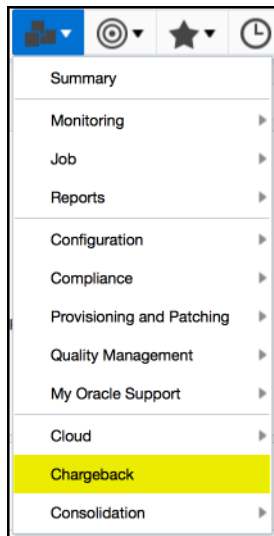 Summary
Monitoring
Job
Reports
Configuration
Compliance
Provisioning and Patching
Quality Management
My Oracle Support
Cloud
Chargeback
Consolidation